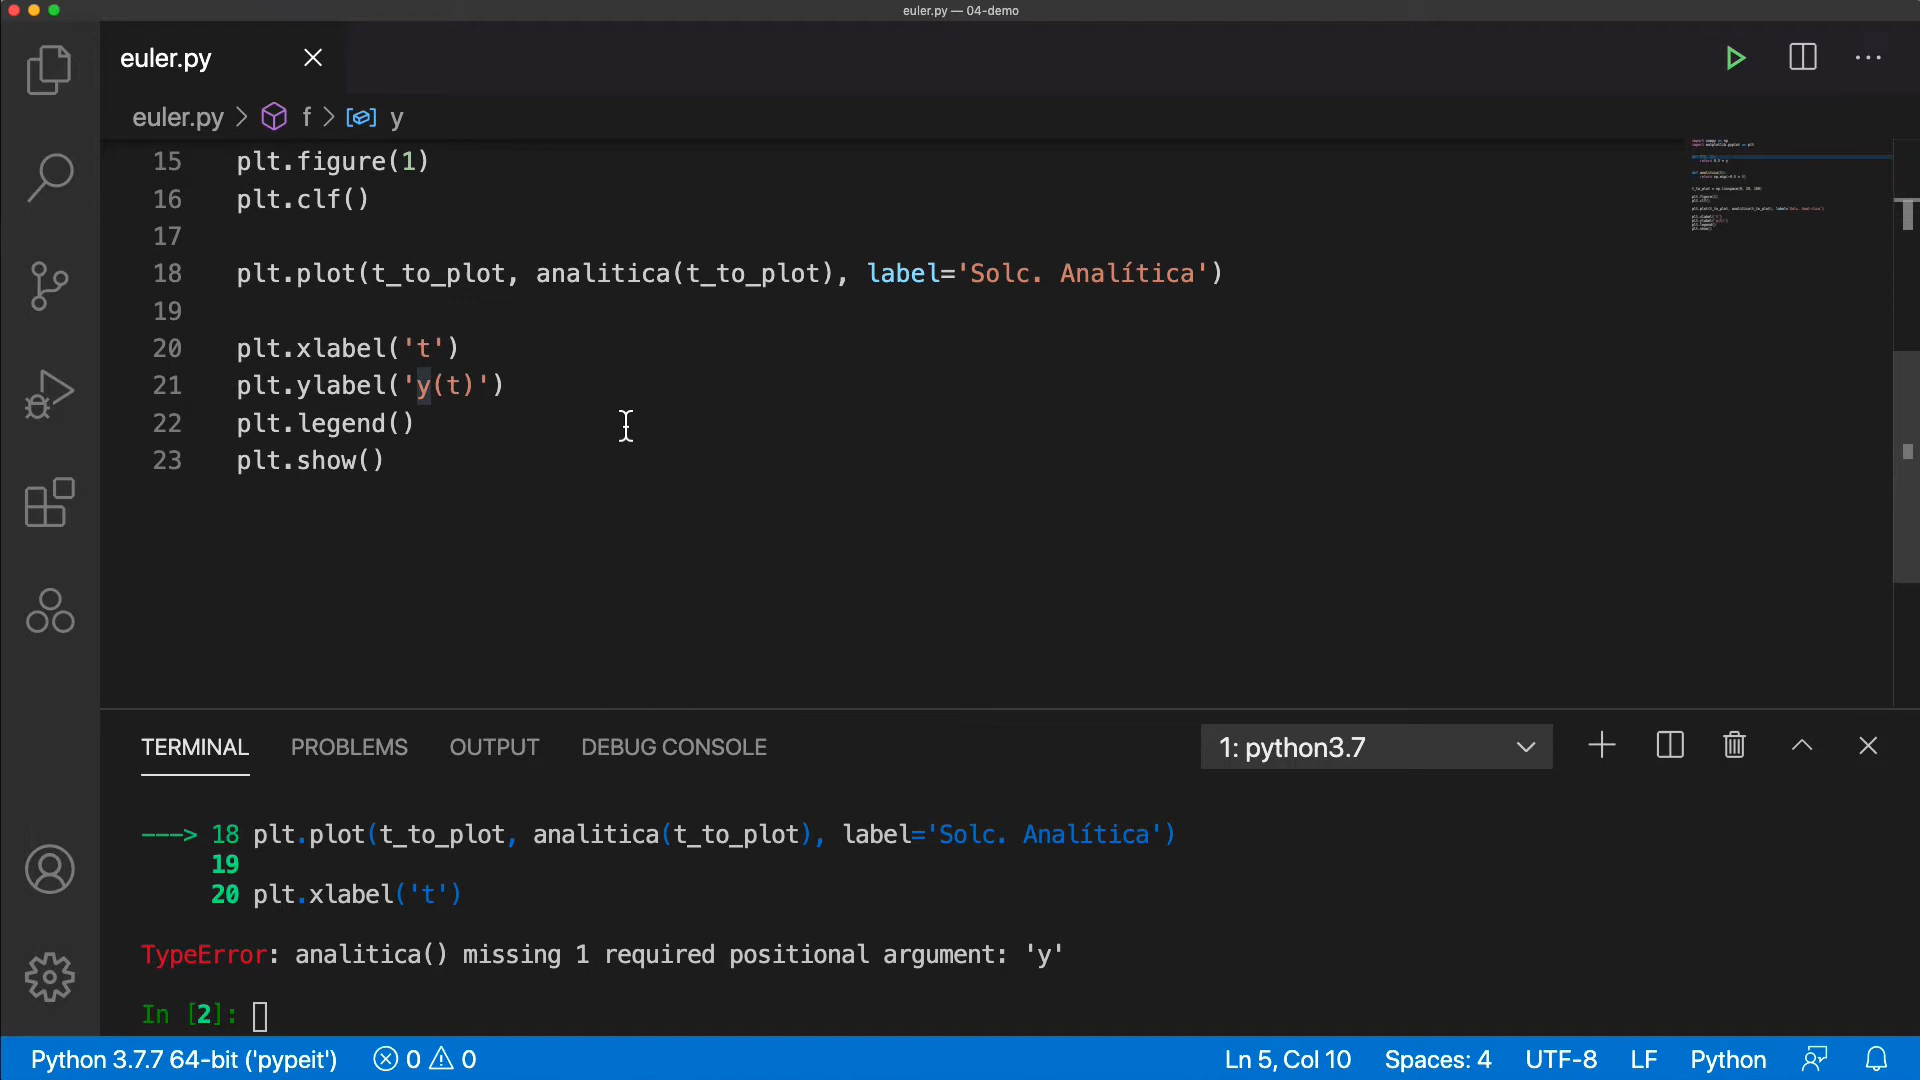 euler.py — 04-demo
euler.py
euler.py > f > y
15 plt.figure(1)
16 plt.clf()
17
18 plt.plot(t_to_plot, analitica(t_to_plot), label='Solc. Analítica')
19
20 plt.xlabel('t')
21 plt.ylabel('y(t)')
22 plt.legend()
23 plt.show()
TERMINAL PROBLEMS OUTPUT DEBUG CONSOLE 1: python3.7
---> 18 plt.plot(t_to_plot, analitica(t_to_plot), label='Solc. Analítica')
19
20 plt.xlabel('t')
TypeError: analitica() missing 1 required positional argument: 'y'
In [2]:
Python 3.7.7 64-bit ('pypeit') 0 0 Ln 5, Col 10 Spaces: 4 UTF-8 LF Python